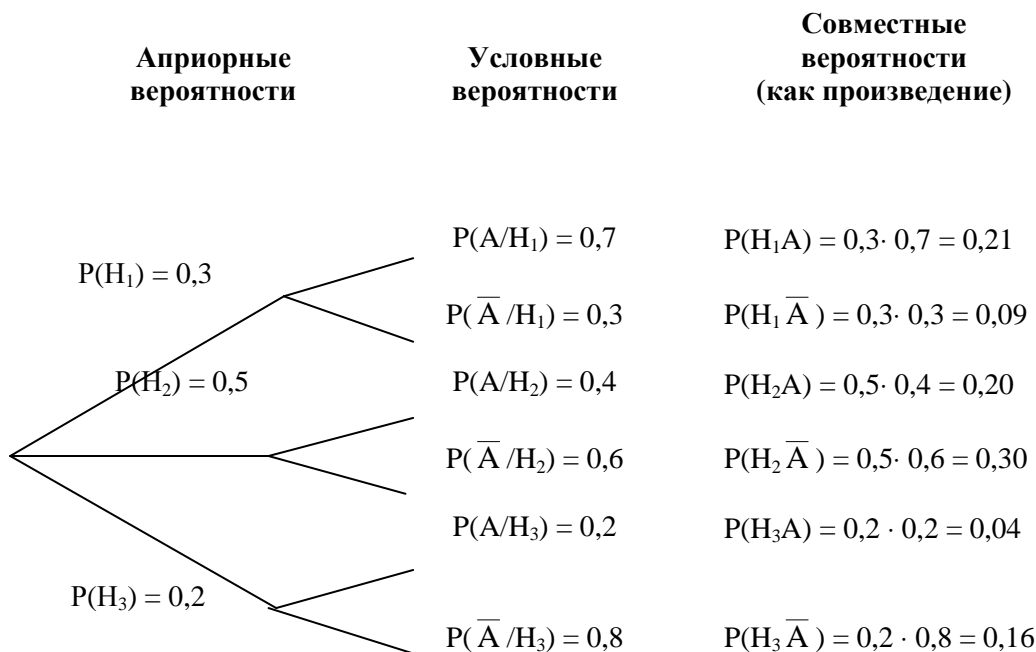 Априорные
вероятности
Условные
вероятности
Совместные
вероятности
(как произведение)
P(H₁) = 0,3
P(A/H₁) = 0,7
P(H₁A) = 0,3· 0,7 = 0,21
P( A̅ /H₁) = 0,3
P(H₁ A̅ ) = 0,3· 0,3 = 0,09
P(H₂) = 0,5
P(A/H₂) = 0,4
P(H₂A) = 0,5· 0,4 = 0,20
P( A̅ /H₂) = 0,6
P(H₂ A̅ ) = 0,5· 0,6 = 0,30
P(A/H₃) = 0,2
P(H₃A) = 0,2 · 0,2 = 0,04
P(H₃) = 0,2
P( A̅ /H₃) = 0,8
P(H₃ A̅ ) = 0,2 · 0,8 = 0,16